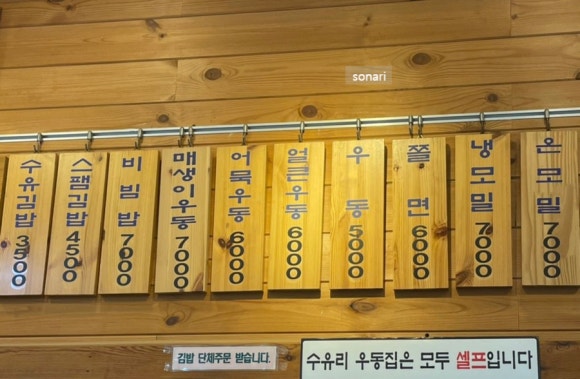 sonari
수유김밥 3500
스팸김밥 4500
비빔밥 7000
매생이우동 7000
어묵우동 6000
얼큰우동 6000
우동 5000
쫄면 6000
냉모밀 7000
온모밀 7000
김밥 단체주문 받습니다.
수유리 우동집은 모두 셀프입니다